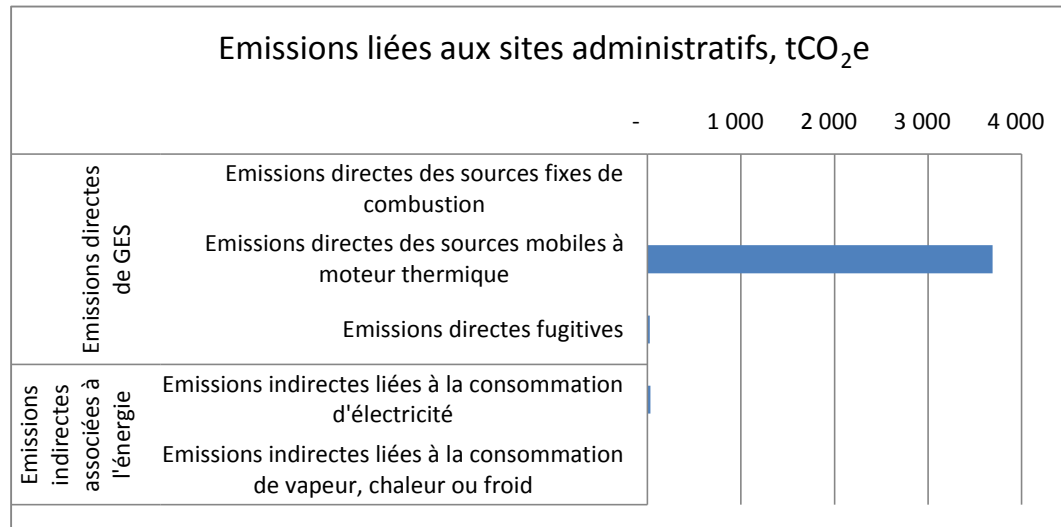 Emissions liées aux sites administratifs, tCO₂e
- 1 000 2 000 3 000 4 000
Emissions directes
de GES
Emissions directes des sources fixes de
combustion
Emissions directes des sources mobiles à
moteur thermique
Emissions directes fugitives
Emissions
indirectes
associées à
l'énergie
Emissions indirectes liées à la consommation
d'électricité
Emissions indirectes liées à la consommation
de vapeur, chaleur ou froid